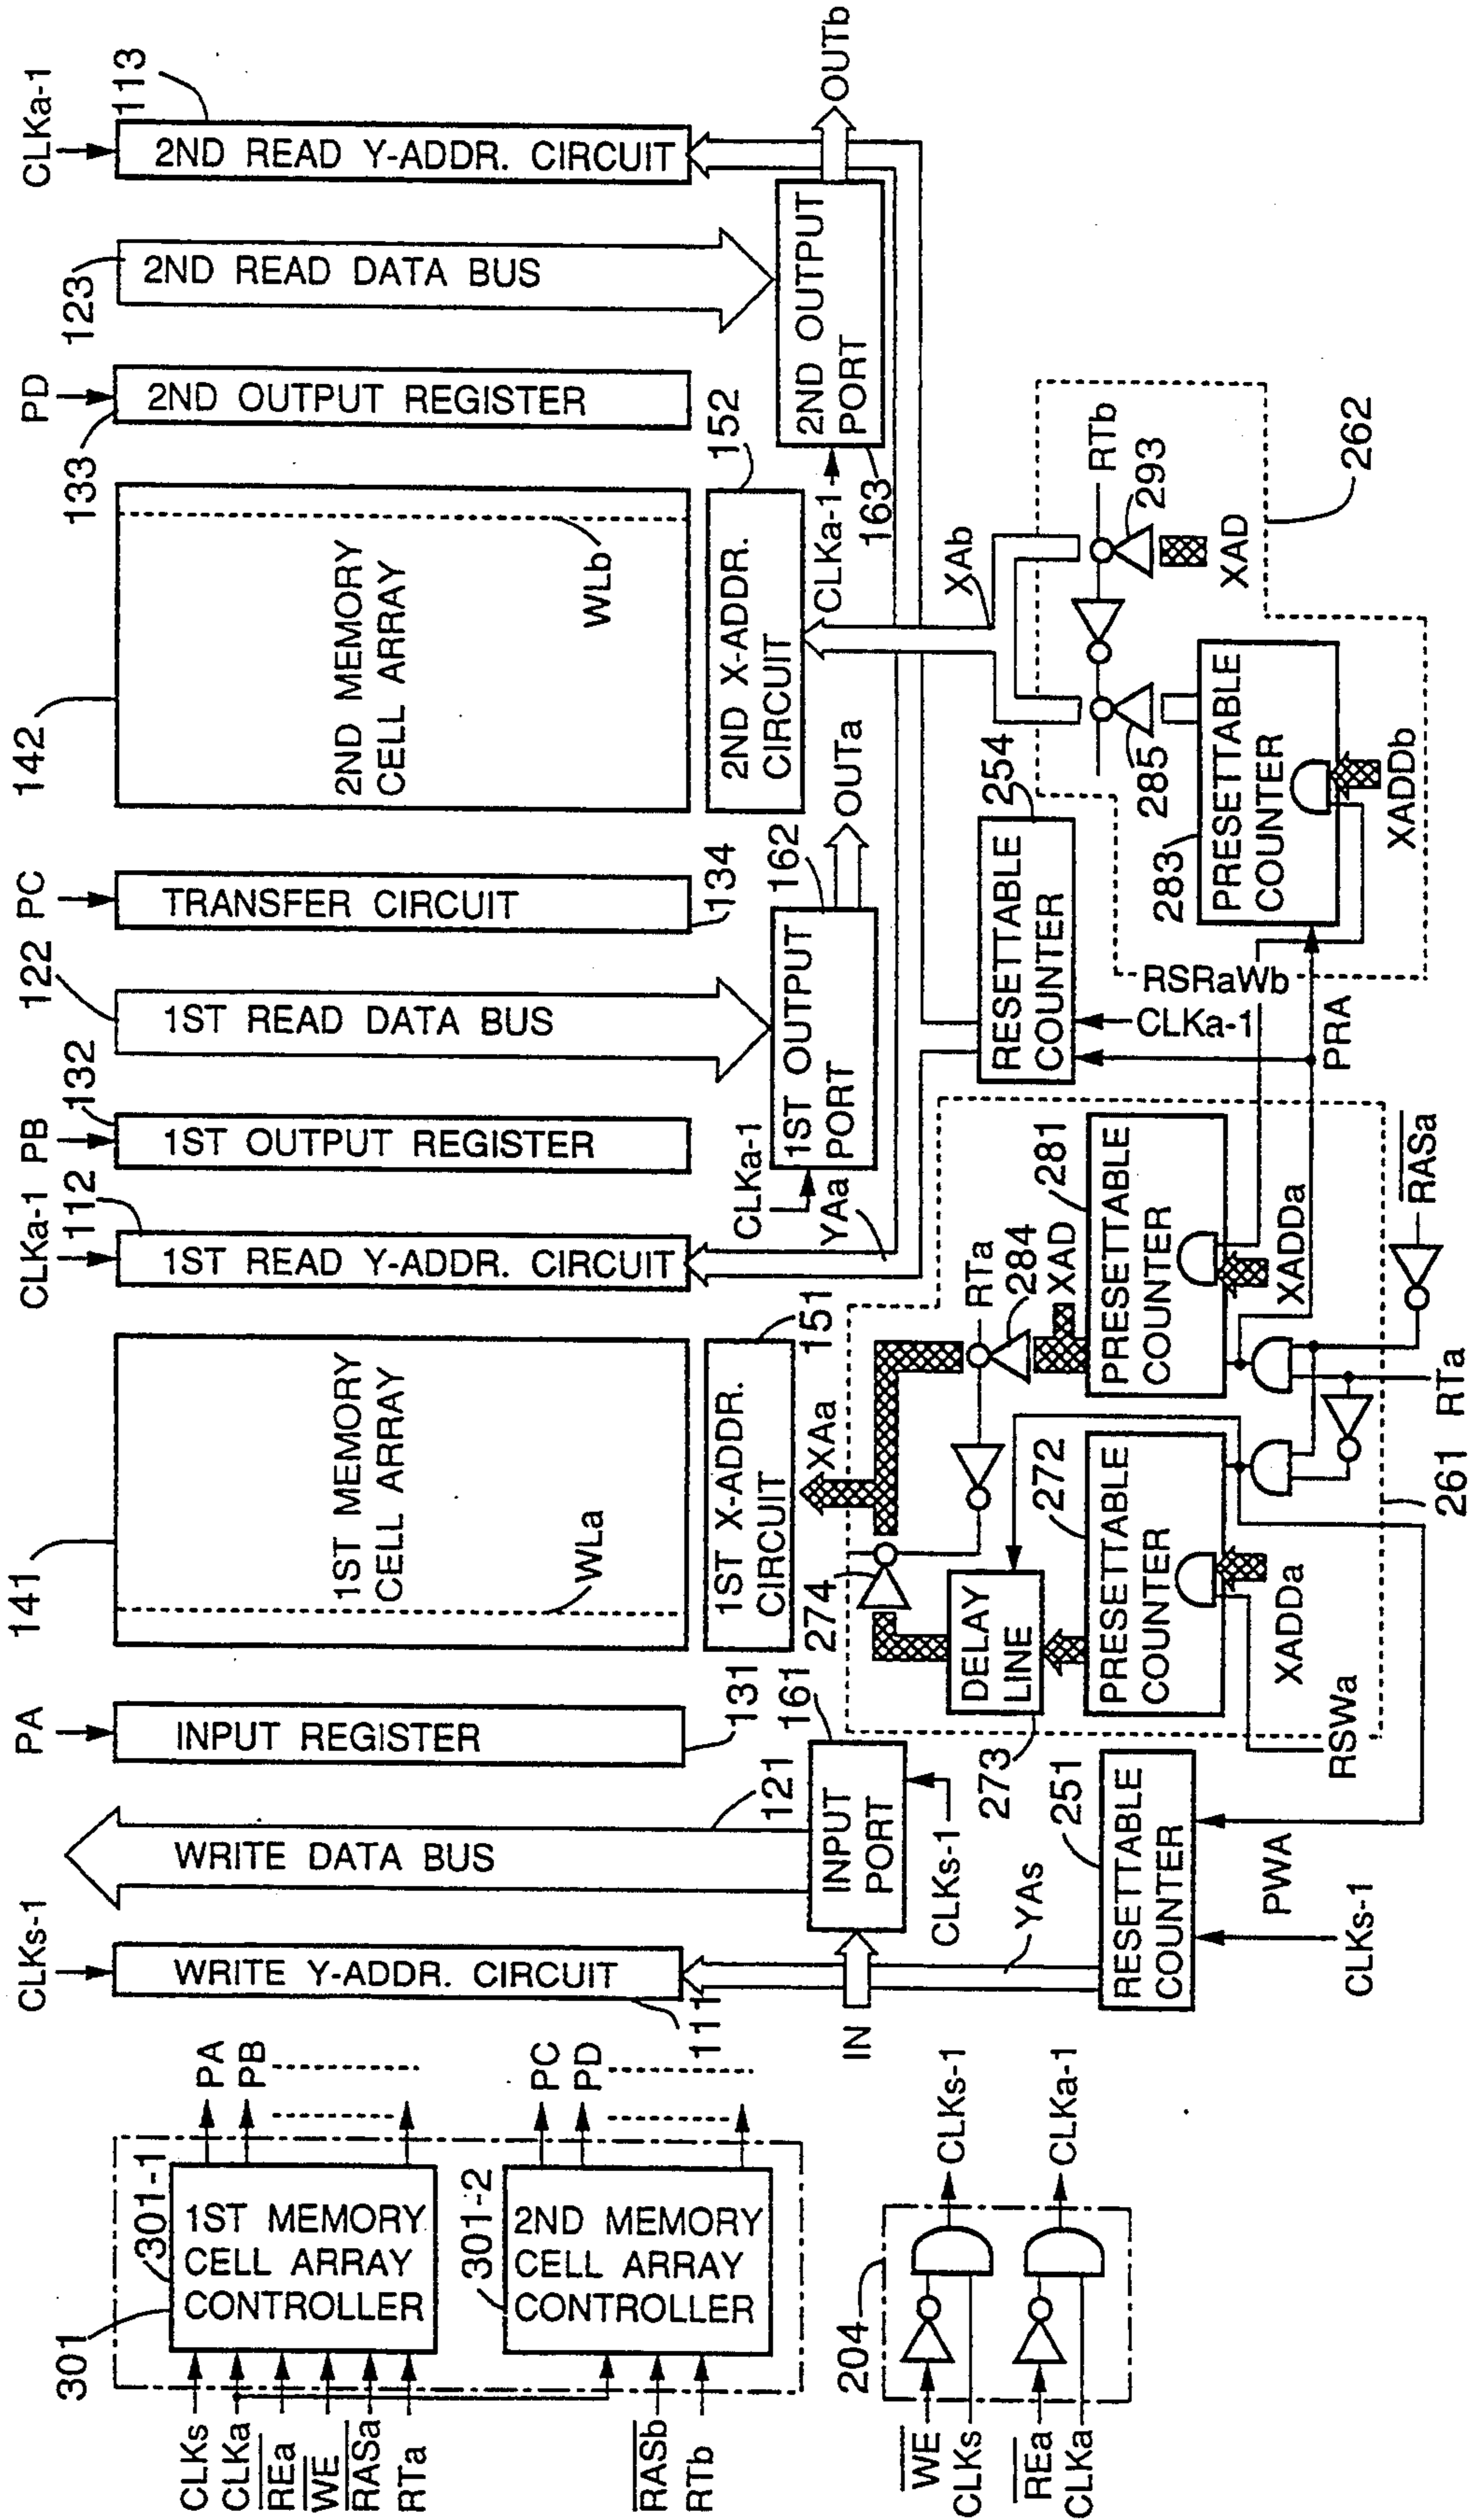 301
301-1
1ST MEMORY
CELL ARRAY
CONTROLLER
301-2
2ND MEMORY
CELL ARRAY
CONTROLLER
CLKs
CLKa
REa
WE
RASa
RTa
RASb
RTb
PA
PB
PC
PD
204
WE
CLKs
REa
CLKa
CLKs-1
CLKa-1
CLKs-1
WRITE Y-ADDR. CIRCUIT
111
WRITE DATA BUS
121
PA
INPUT REGISTER
131
141
1ST MEMORY
CELL ARRAY
WLa
CLKa-1
112
1ST READ Y-ADDR. CIRCUIT
PB
132
1ST OUTPUT REGISTER
122
1ST READ DATA BUS
PC
TRANSFER CIRCUIT
134
142
2ND MEMORY
CELL ARRAY
WLb
PD
133
2ND OUTPUT REGISTER
123
2ND READ DATA BUS
CLKa-1
113
2ND READ Y-ADDR. CIRCUIT
IN
INPUT
PORT
161
CLKs-1
YAs
1ST X-ADDR.
CIRCUIT
151
XAa
CLKa-1
1ST OUTPUT
PORT
162
OUTa
YAa
2ND X-ADDR.
CIRCUIT
152
CLKa-1
2ND OUTPUT
PORT
163
OUTb
XAb
251
RESETTABLE
COUNTER
PWA
CLKs-1
RSWa
274
DELAY
LINE
273
272
PRESETTABLE
COUNTER
XADDa
RTa
284
XAD
281
PRESETTABLE
COUNTER
XADDa
261
RTa
RASa
254
RESETTABLE
COUNTER
CLKa-1
RSRaWb
PRA
283
PRESETTABLE
COUNTER
XADDb
285
293
RTb
XAD
262